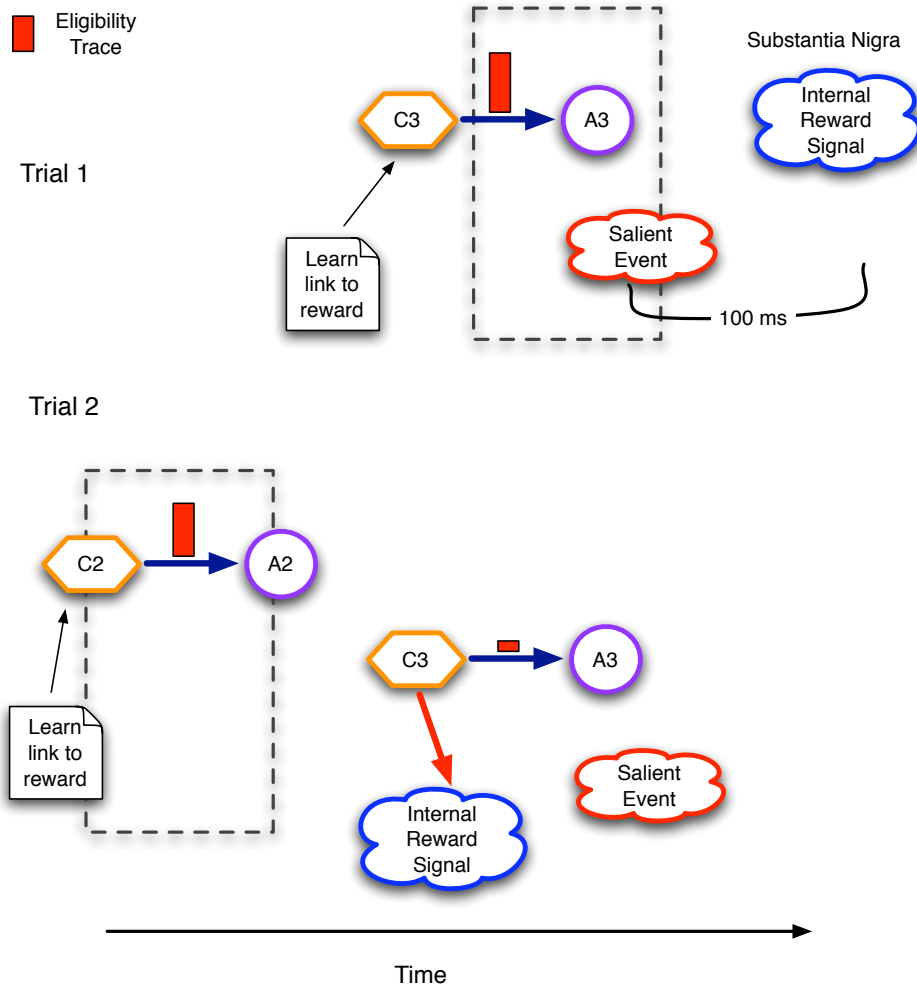 Eligibility
Trace
Substantia Nigra
Internal
Reward
Signal
C3
A3
Trial 1
Salient
Event
Learn
link to
reward
100 ms
Trial 2
C2
A2
C3
A3
Learn
link to
reward
Salient
Event
Internal
Reward
Signal
Time